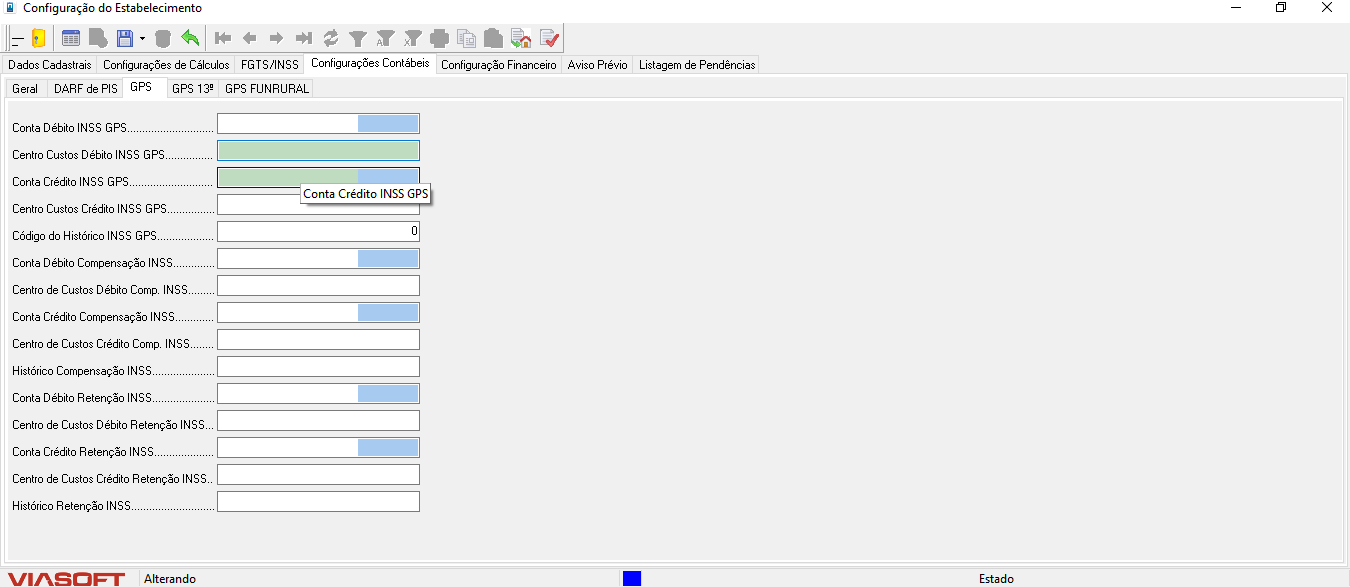 Configuração do Estabelecimento
Dados Cadastrais Configurações de Cálculos FGTS/INSS Configurações Contábeis Configuração Financeiro Aviso Prévio Listagem de Pendências
Geral DARF de PIS GPS GPS 13º GPS FUNRURAL
Conta Débito INSS GPS.............................
Centro Custos Débito INSS GPS................
Conta Crédito INSS GPS............................
Conta Crédito INSS GPS
Centro Custos Crédito INSS GPS................
Código do Histórico INSS GPS................... 0
Conta Débito Compensação INSS..............
Centro de Custos Débito Comp. INSS.........
Conta Crédito Compensação INSS.............
Centro de Custos Crédito Comp. INSS........
Histórico Compensação INSS.....................
Conta Débito Retenção INSS.....................
Centro de Custos Débito Retenção INSS...
Conta Crédito Retenção INSS....................
Centro de Custos Crédito Retenção INSS..
Histórico Retenção INSS............................
VIASOFT Alterando Estado